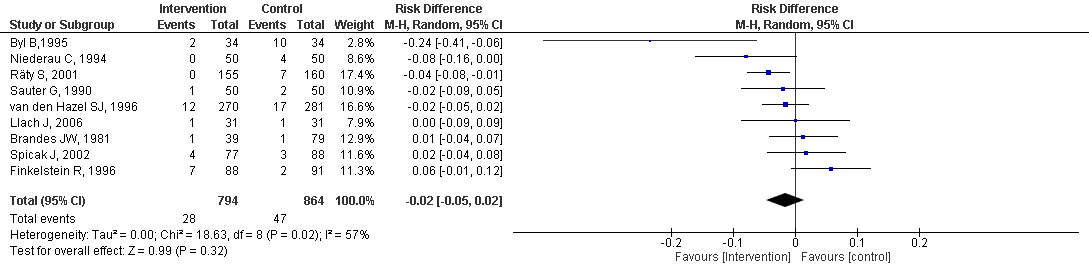 Intervention Control Risk Difference Risk Difference
Study or Subgroup Events Total Events Total Weight M-H, Random, 95% CI M-H, Random, 95% CI
Byl B,1995 2 34 10 34 2.8% -0.24 [-0.41, -0.06]
Niederau C, 1994 0 50 4 50 8.6% -0.08 [-0.16, 0.00]
Räty S, 2001 0 155 7 160 17.4% -0.04 [-0.08, -0.01]
Sauter G, 1990 1 50 2 50 10.9% -0.02 [-0.09, 0.05]
van den Hazel SJ, 1996 12 270 17 281 16.6% -0.02 [-0.05, 0.02]
Llach J, 2006 1 31 1 31 7.9% 0.00 [-0.09, 0.09]
Brandes JW, 1981 1 39 1 79 12.9% 0.01 [-0.04, 0.07]
Spicak J, 2002 4 77 3 88 11.6% 0.02 [-0.04, 0.08]
Finkelstein R, 1996 7 88 2 91 11.3% 0.06 [-0.01, 0.12]
Total (95% CI) 794 864 100.0% -0.02 [-0.05, 0.02]
Total events 28 47
Heterogeneity: Tau² = 0.00; Chi² = 18.63, df = 8 (P = 0.02); I² = 57%
Test for overall effect: Z = 0.99 (P = 0.32)
-0.2 -0.1 0 0.1 0.2
Favours [Intervention] Favours [control]